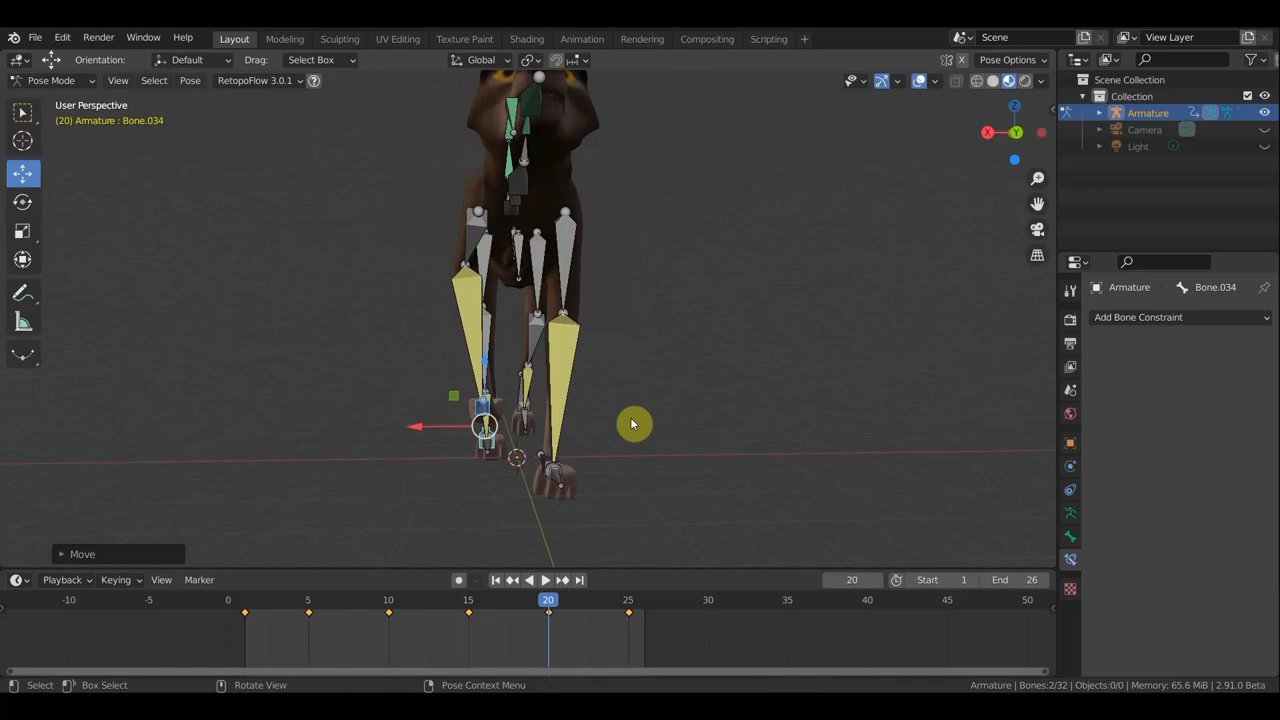 File Edit Render Window Help Layout Modeling Sculpting UV Editing Texture Paint Shading Animation Rendering Compositing Scripting + Scene View Layer
Orientation: Default Drag: Select Box Global Pose Options
Pose Mode View Select Pose RetopoFlow 3.0.1
User Perspective
(20) Armature : Bone.034
Scene Collection
Collection
Armature
Camera
Light
Z
X
Y
Armature Bone.034
Add Bone Constraint
Move
Playback Keying View Marker 20 Start 1 End 26
-10 -5 0 5 10 15 20 25 30 35 40 45 50
Select Box Select Rotate View Pose Context Menu Armature | Bones:2/32 | Objects:0/0 | Memory: 65.6 MiB | 2.91.0 Beta